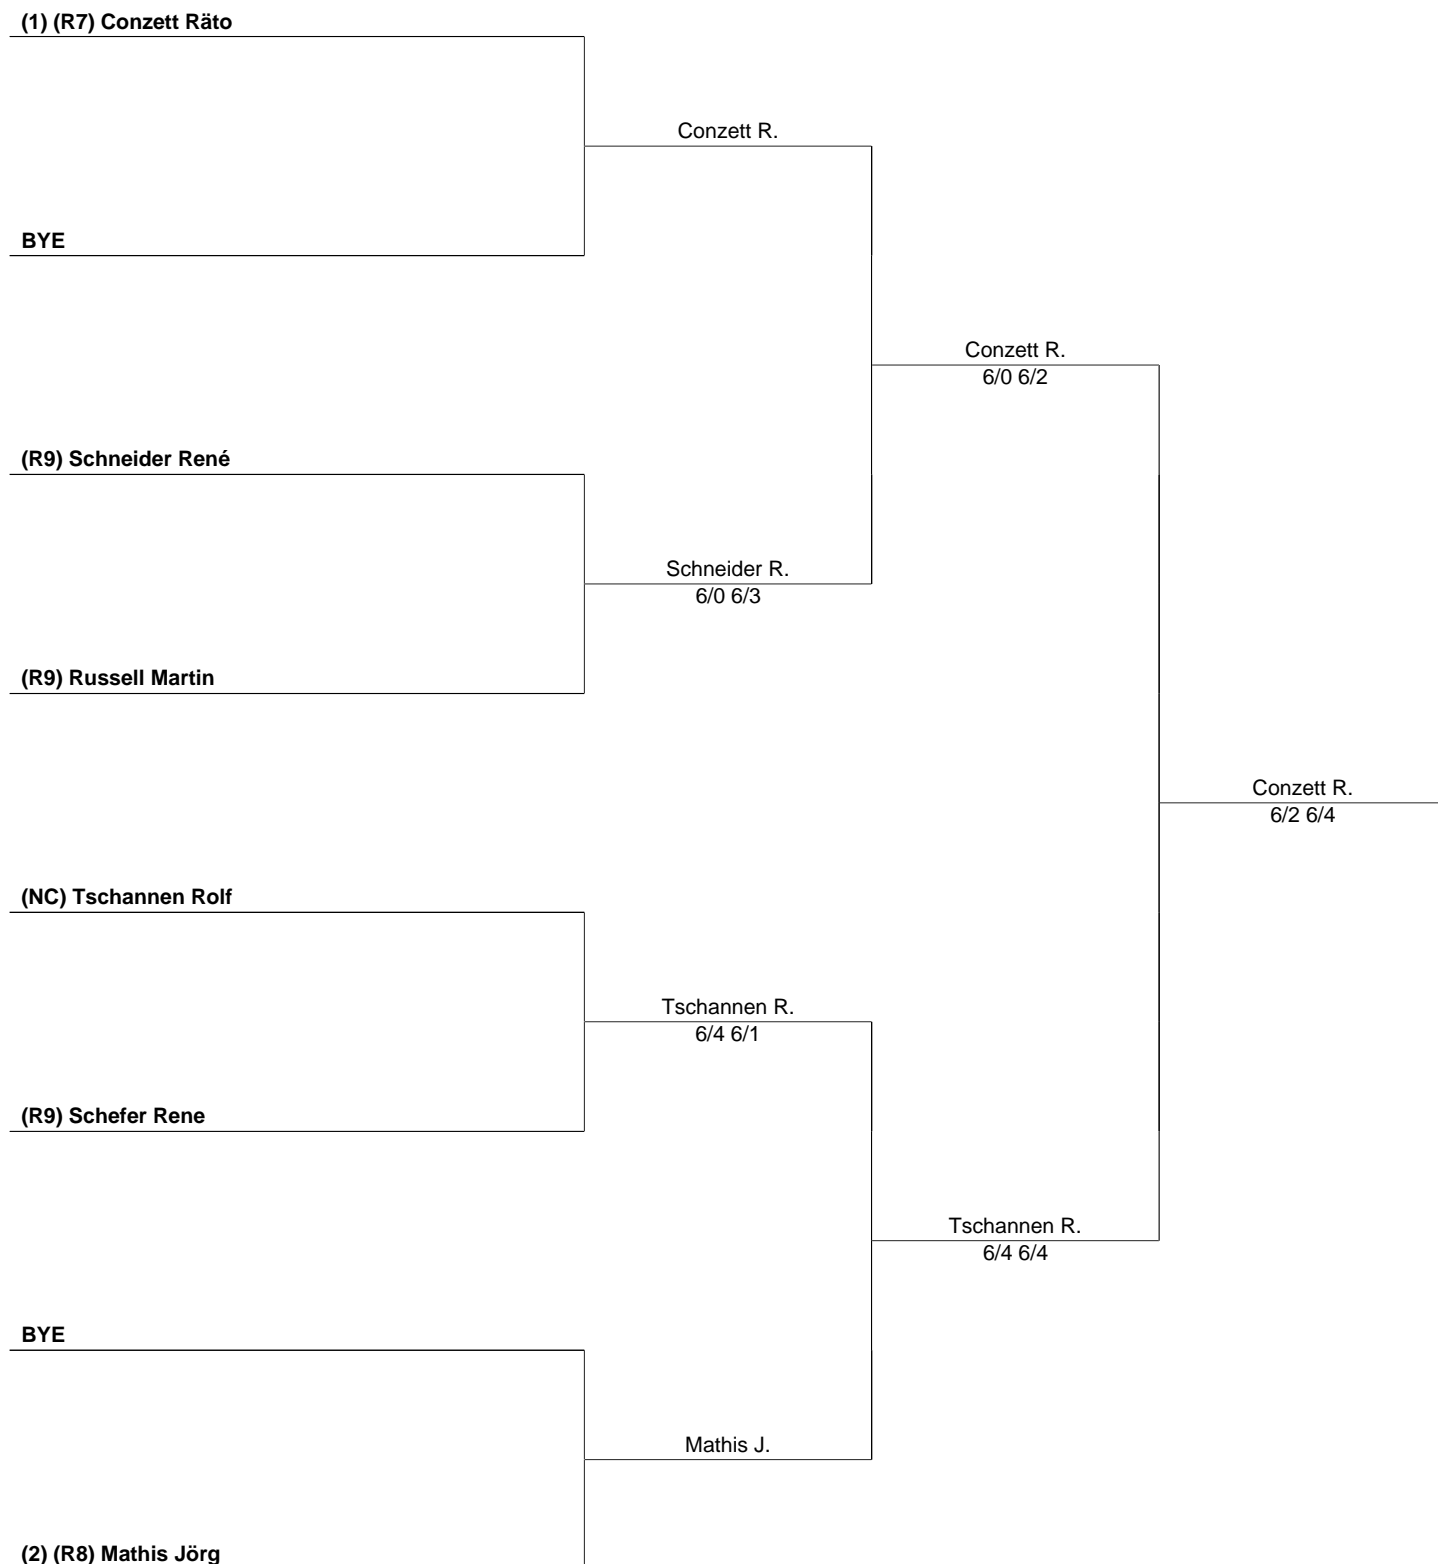 (1) (R7) Conzett Räto
Conzett R.
BYE
Conzett R.
6/0 6/2
(R9) Schneider René
Schneider R.
6/0 6/3
(R9) Russell Martin
Conzett R.
6/2 6/4
(NC) Tschannen Rolf
Tschannen R.
6/4 6/1
(R9) Schefer Rene
Tschannen R.
6/4 6/4
BYE
Mathis J.
(2) (R8) Mathis Jörg